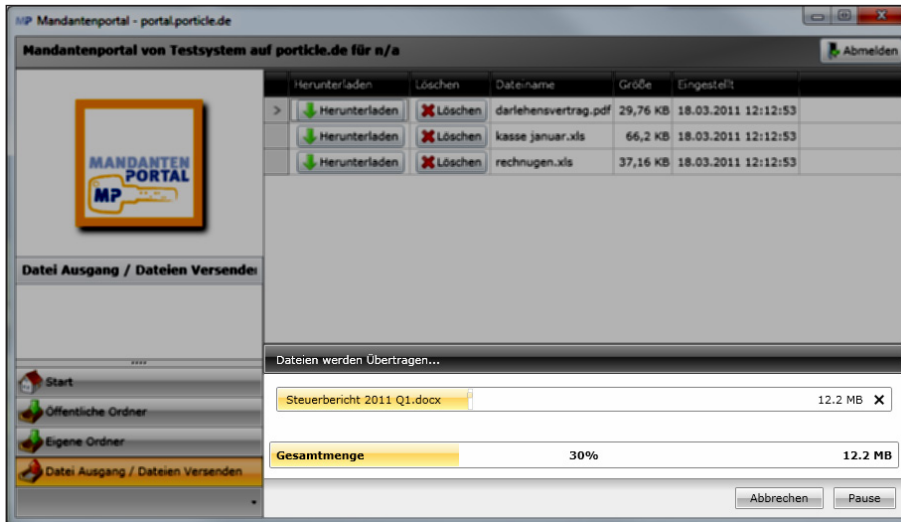 MP Mandantenportal - portal.porticle.de
Mandantenportal von Testsystem auf porticle.de für n/a
Abmelden
Herunterladen Löschen Dateiname Größe Eingestellt
> Herunterladen Löschen darlehensvertrag.pdf 29,76 KB 18.03.2011 12:12:53
Herunterladen Löschen kasse januar.xls 66,2 KB 18.03.2011 12:12:53
Herunterladen Löschen rechnugen.xls 37,16 KB 18.03.2011 12:12:53
MANDANTEN
PORTAL
MP
Datei Ausgang / Dateien Versende
Start
Öffentliche Ordner
Eigene Ordner
Datei Ausgang / Dateien Versenden
Dateien werden Übertragen...
Steuerbericht 2011 Q1.docx 12.2 MB
Gesamtmenge 30% 12.2 MB
Abbrechen Pause